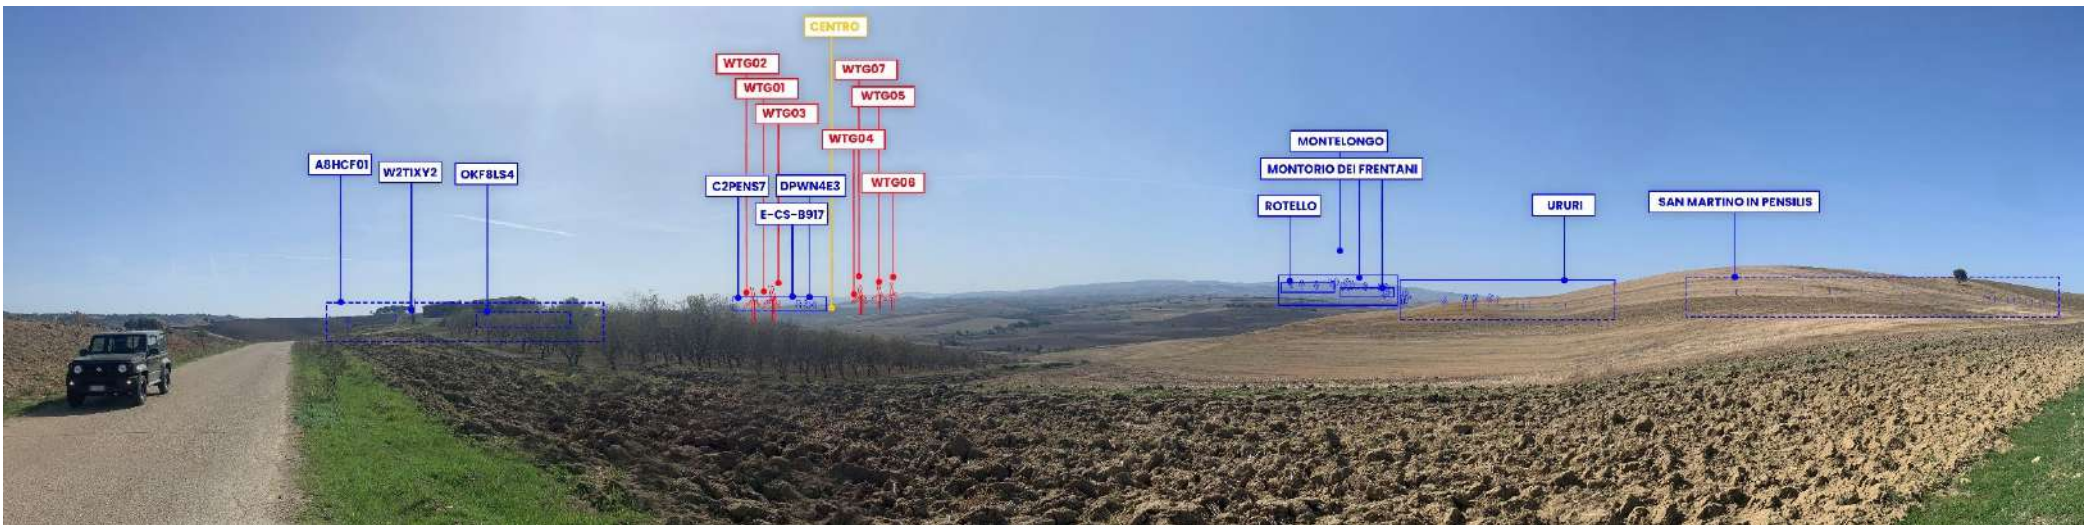 CENTRO
WTG02
WTG07
WTG01
WTG05
WTG03
WTG04
MONTELONGO
A8HCF01
W2TIXY2
OKF8LS4
MONTORIO DEI FRENTANI
C2PENS7
DPWN4E3
WTG06
E-CS-B917
ROTELLO
URURI
SAN MARTINO IN PENSILIS